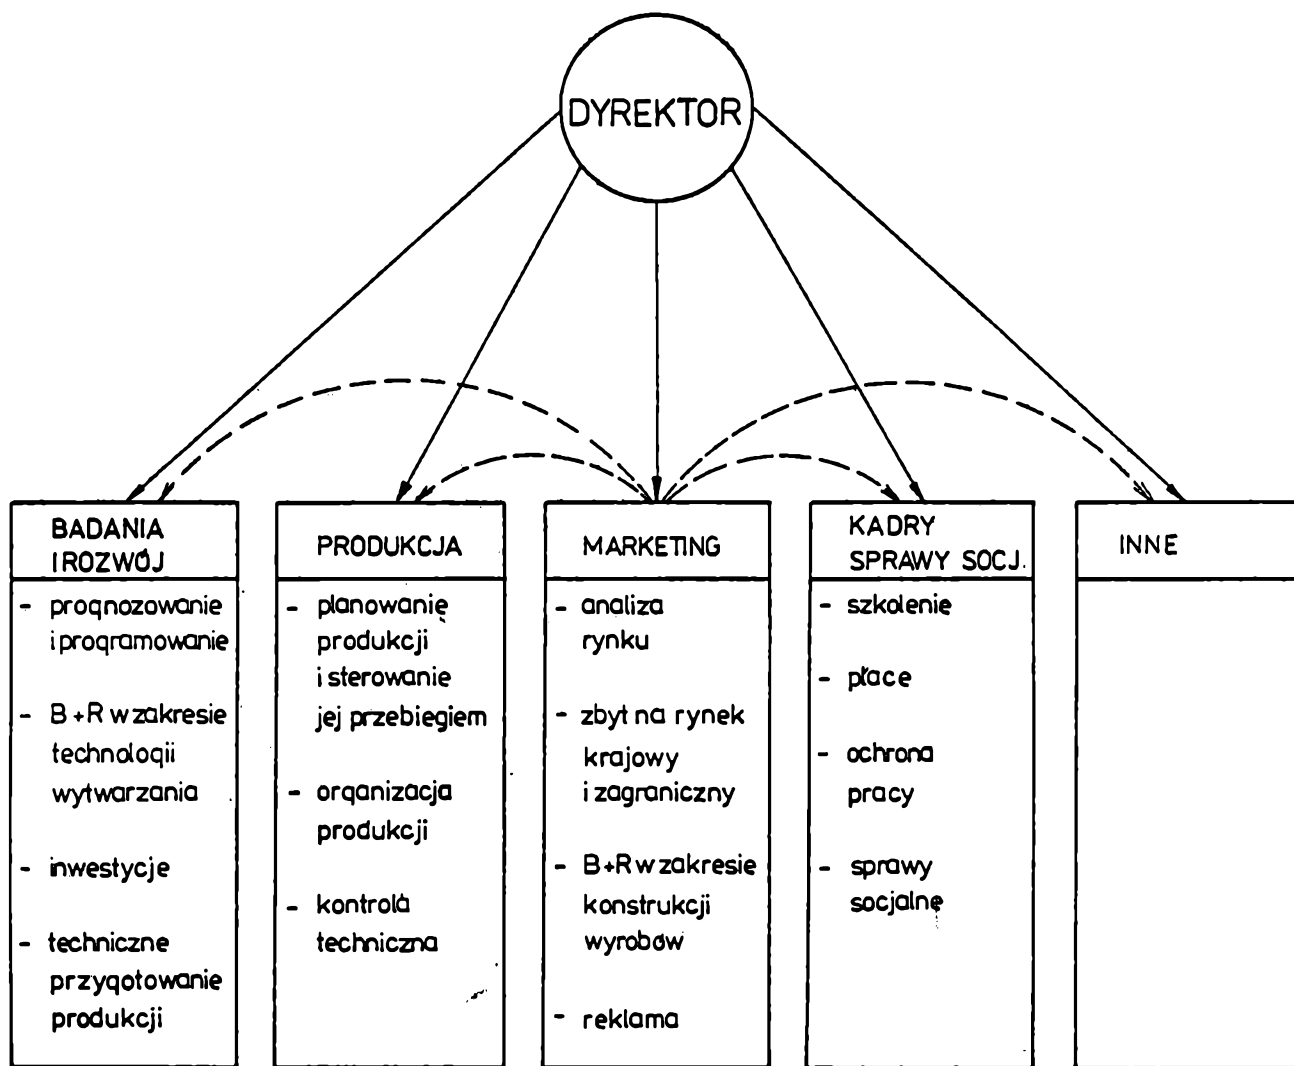 DYREKTOR
BADANIA
I ROZWÓJ
- prognozowanie
i programowanie
- B+R w zakresie
technologii
wytwarzania
- inwestycje
- techniczne
przygotowanie
produkcji
PRODUKCJA
- planowanie
produkcji
i sterowanie
jej przebiegiem
- organizacja
produkcji
- kontrola
techniczna
MARKETING
- analiza
rynku
- zbyt na rynek
krajowy
i zagraniczny
- B+R w zakresie
konstrukcji
wyrobów
- reklama
KADRY
SPRAWY SOCJ.
- szkolenie
- płace
- ochrona
pracy
- sprawy
socjalne
INNE